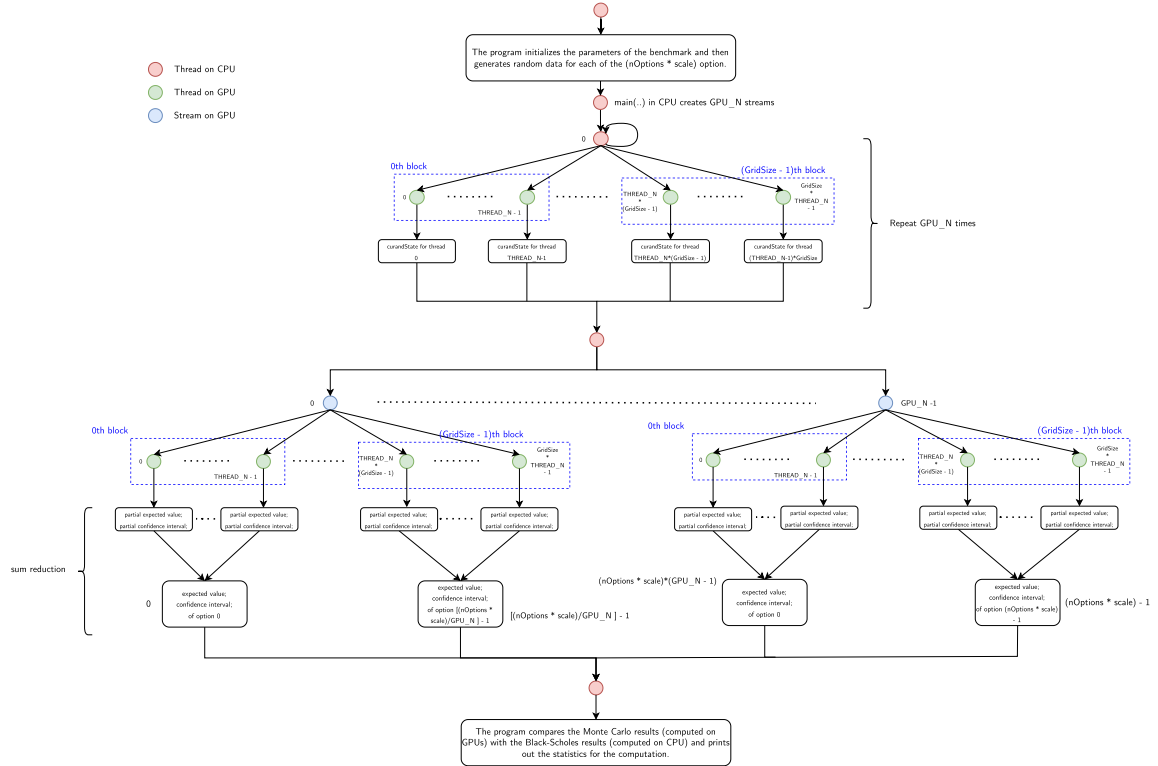 The program initializes the parameters of the benchmark and then
generates random data for each of the (nOptions * scale) option.
Thread on CPU
Thread on GPU
Stream on GPU
main(..) in CPU creates GPU_N streams
0
0th block
(GridSize - 1)th block
0
THREAD_N - 1
THREAD_N
*
(GridSize - 1)
GridSize
*
THREAD_N
- 1
Repeat GPU_N times
curandState for thread
0
curandState for thread
THREAD_N-1
curandState for thread
THREAD_N*(GridSize - 1)
curandState for thread
(THREAD_N-1)*GridSize
0
GPU_N -1
0th block
(GridSize - 1)th block
0
THREAD_N - 1
THREAD_N
*
(GridSize - 1)
GridSize
*
THREAD_N
- 1
0th block
(GridSize - 1)th block
0
THREAD_N - 1
THREAD_N
*
(GridSize - 1)
GridSize
*
THREAD_N
- 1
partial expected value;
partial confidence interval;
partial expected value;
partial confidence interval;
partial expected value;
partial confidence interval;
partial expected value;
partial confidence interval;
partial expected value;
partial confidence interval;
partial expected value;
partial confidence interval;
partial expected value;
partial confidence interval;
partial expected value;
partial confidence interval;
sum reduction
0
expected value;
confidence interval;
of option 0
expected value;
confidence interval;
of option [(nOptions *
scale)/GPU_N ] - 1
[(nOptions * scale)/GPU_N ] - 1
(nOptions * scale)*(GPU_N - 1)
expected value;
confidence interval;
of option 0
expected value;
confidence interval;
of option (nOptions * scale)
- 1
(nOptions * scale) - 1
The program compares the Monte Carlo results (computed on
GPUs) with the Black-Scholes results (computed on CPU) and prints
out the statistics for the computation.